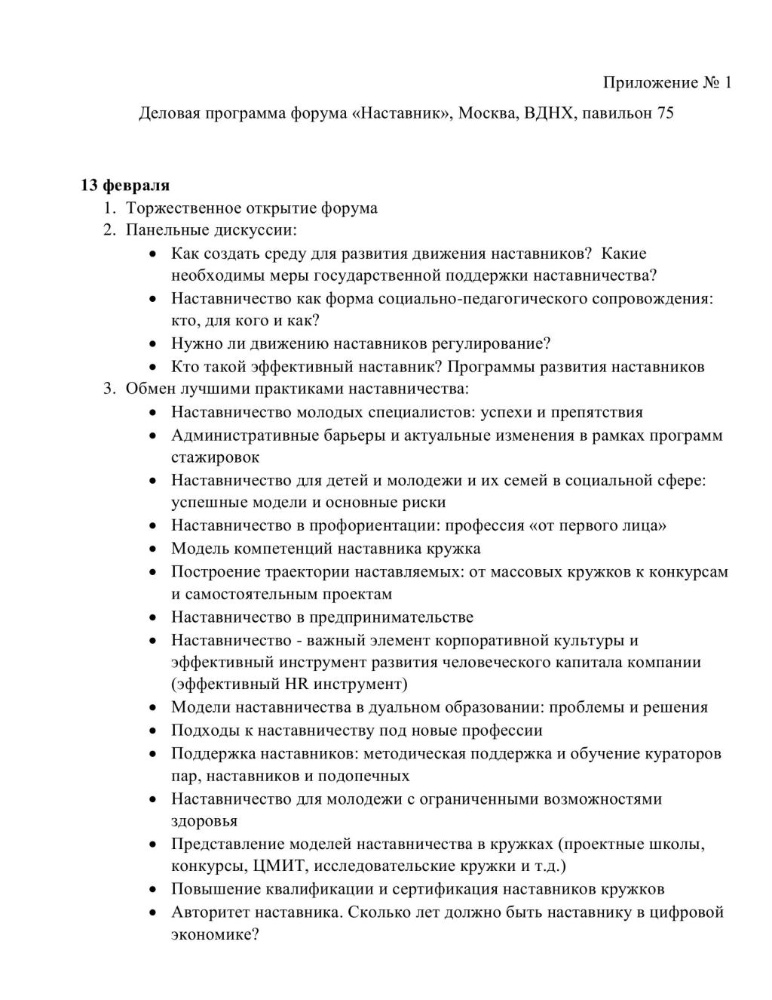 Приложение № 1
Деловая программа форума «Наставник», Москва, ВДНХ, павильон 75
13 февраля
1. Торжественное открытие форума
2. Панельные дискуссии:
• Как создать среду для развития движения наставников?  Какие
необходимы меры государственной поддержки наставничества?
• Наставничество как форма социально-педагогического сопровождения:
кто, для кого и как?
• Нужно ли движению наставников регулирование?
• Кто такой эффективный наставник? Программы развития наставников
3. Обмен лучшими практиками наставничества:
• Наставничество молодых специалистов: успехи и препятствия
• Административные барьеры и актуальные изменения в рамках программ
стажировок
• Наставничество для детей и молодежи и их семей в социальной сфере:
успешные модели и основные риски
• Наставничество в профориентации: профессия «от первого лица»
• Модель компетенций наставника кружка
• Построение траектории наставляемых: от массовых кружков к конкурсам
и самостоятельным проектам
• Наставничество в предпринимательстве
• Наставничество - важный элемент корпоративной культуры и
эффективный инструмент развития человеческого капитала компании
(эффективный HR инструмент)
• Модели наставничества в дуальном образовании: проблемы и решения
• Подходы к наставничеству под новые профессии
• Поддержка наставников: методическая поддержка и обучение кураторов
пар, наставников и подопечных
• Наставничество для молодежи с ограниченными возможностями
здоровья
• Представление моделей наставничества в кружках (проектные школы,
конкурсы, ЦМИТ, исследовательские кружки и т.д.)
• Повышение квалификации и сертификация наставников кружков
• Авторитет наставника. Сколько лет должно быть наставнику в цифровой
экономике?